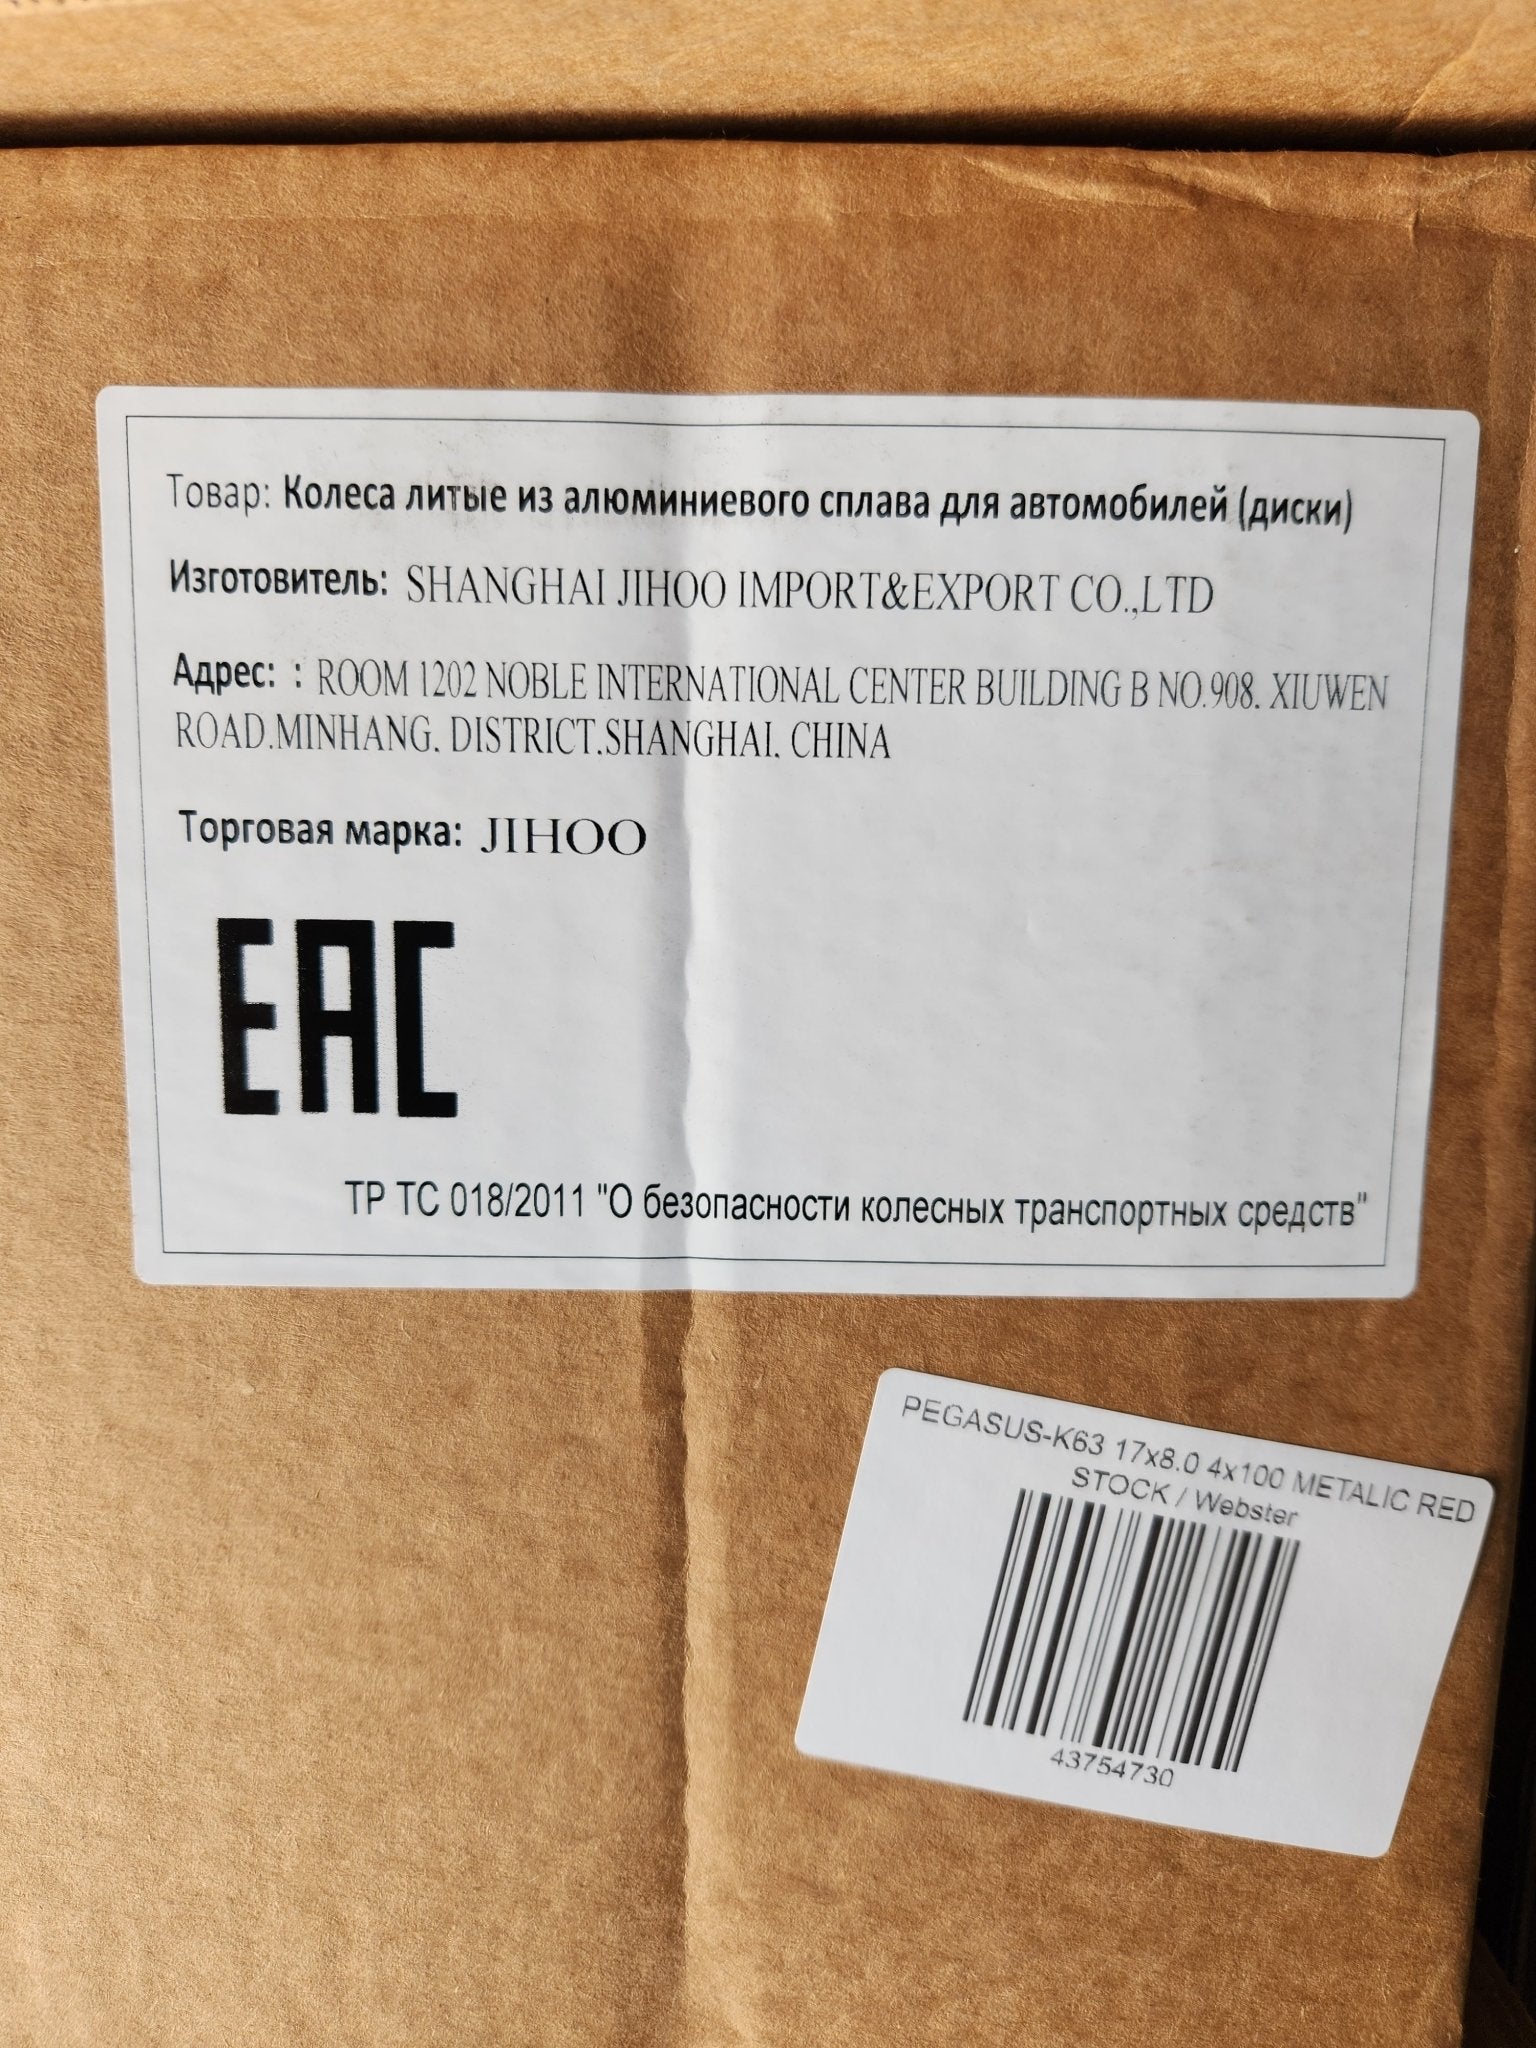 Товар: Колеса литые из алюминиевого сплава для автомобилей (диски)
Изготовитель: SHANGHAI JIHOO IMPORT&EXPORT CO.,LTD
Адрес: : ROOM 1202 NOBLE INTERNATIONAL CENTER BUILDING B NO.908. XIUWEN
ROAD.MINHANG. DISTRICT.SHANGHAI. CHINA
Торговая марка: JIHOO
EAC
ТР ТС 018/2011 "О безопасности колесных транспортных средств"
PEGASUS-K63 17x8.0 4x100 METALIC RED
STOCK / Webster
43754730